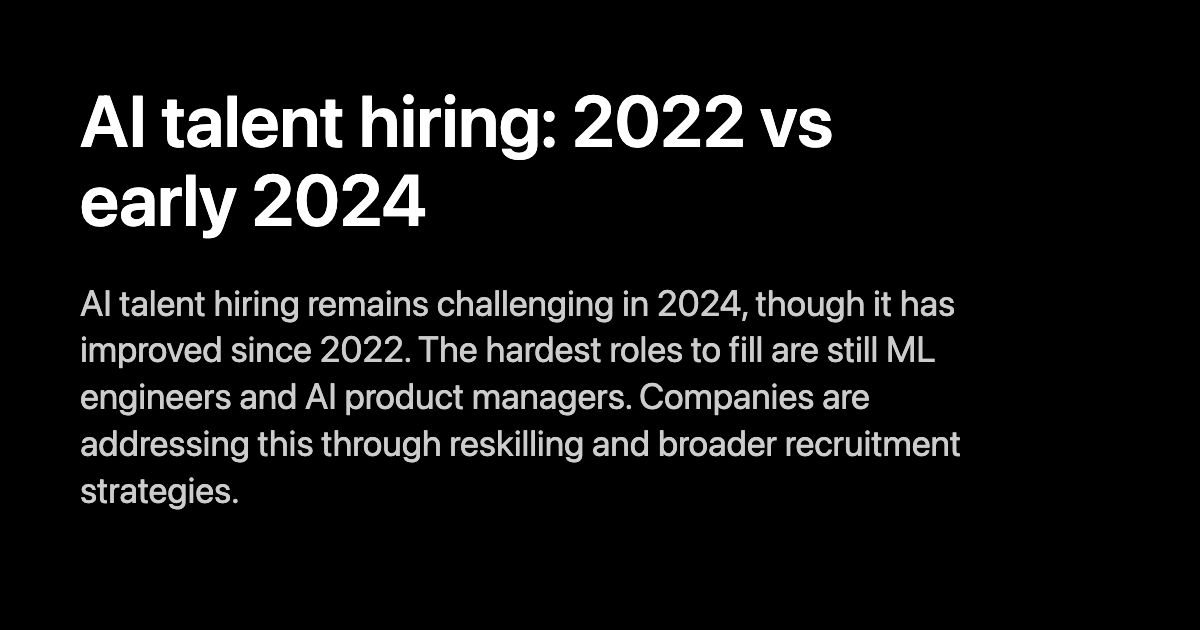 AI talent hiring: 2022 vs
early 2024
AI talent hiring remains challenging in 2024, though it has
improved since 2022. The hardest roles to fill are still ML
engineers and AI product managers. Companies are
addressing this through reskilling and broader recruitment
strategies.